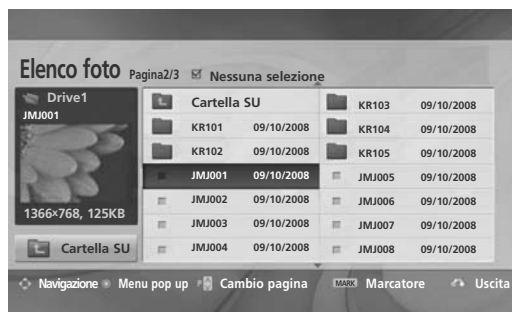 Elenco foto Pagina2/3 Nessuna selezione
Drive1
JMJ001
1366×768, 125KB
Cartella SU
Cartella SU
KR101 09/10/2008
KR102 09/10/2008
JMJ001 09/10/2008
JMJ002 09/10/2008
JMJ003 09/10/2008
JMJ004 09/10/2008
KR103 09/10/2008
KR104 09/10/2008
KR105 09/10/2008
JMJ005 09/10/2008
JMJ006 09/10/2008
JMJ007 09/10/2008
JMJ008 09/10/2008
Navigazione Menu pop up P Cambio pagina MARK Marcatore Uscita